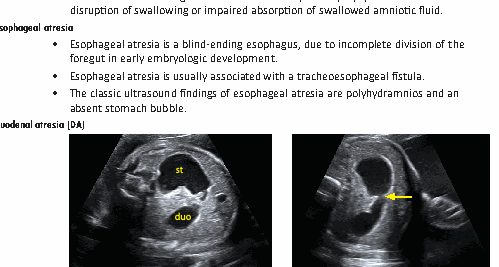 disruption of swallowing or impaired absorption of swallowed amniotic fluid.
sophageal atresia
• Esophageal atresia is a blind-ending esophagus, due to incomplete division of the
foregut in early embryologic development.
• Esophageal atresia is usually associated with a tracheoesophageal fistula.
• The classic ultrasound findings of esophageal atresia are polyhydramnios and an
absent stomach bubble.
uodenal atresia (DA)
st
duo